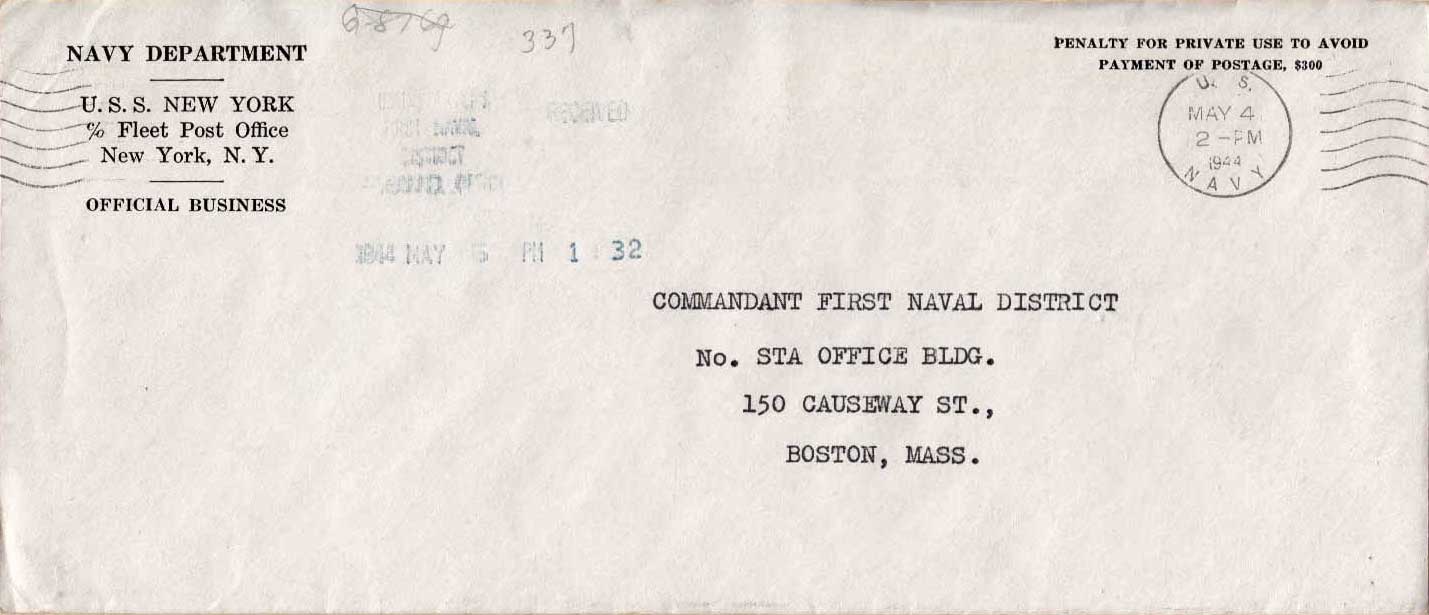 337
NAVY DEPARTMENT
U. S. S. NEW YORK
℅ Fleet Post Office
New York, N. Y.
OFFICIAL BUSINESS
PENALTY FOR PRIVATE USE TO AVOID
PAYMENT OF POSTAGE, $300
U. S.
MAY 4
2 - PM
1944
NAVY
RECEIVED
1944 MAY 5 PM 1 32
COMMANDANT FIRST NAVAL DISTRICT
No. STA OFFICE BLDG.
150 CAUSEWAY ST.,
BOSTON, MASS.